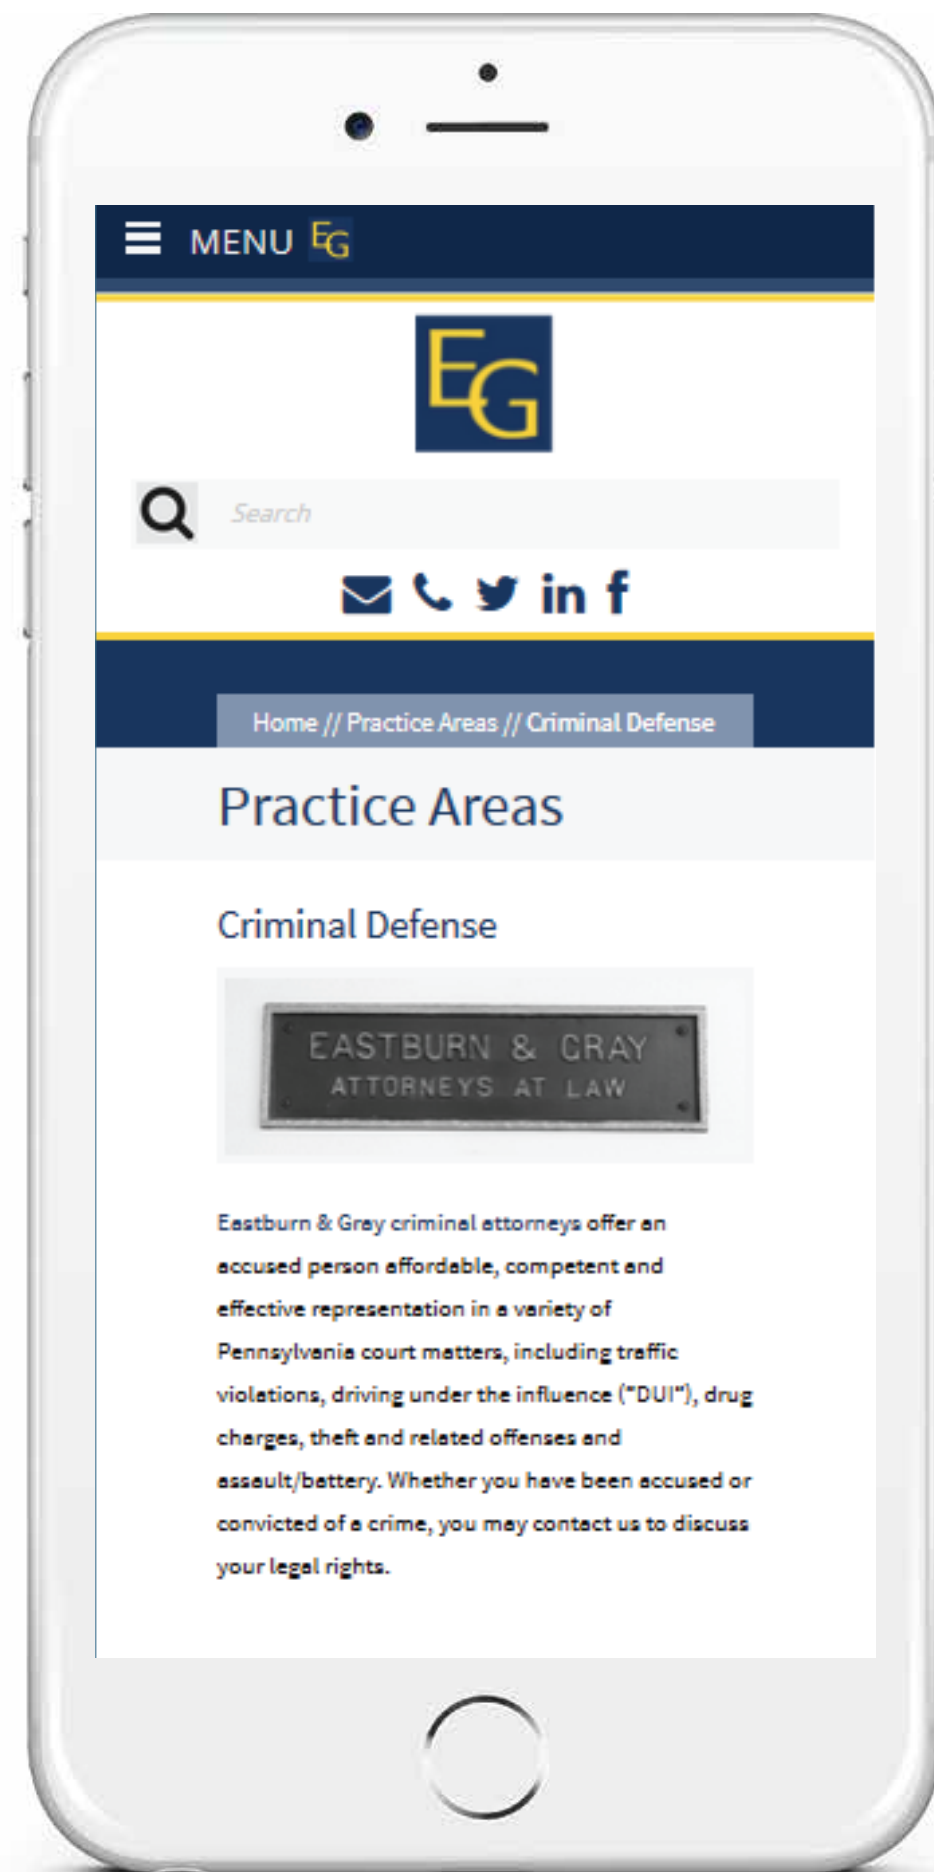 MENU EG
EG
Search
in f
Home // Practice Areas // Criminal Defense
Practice Areas
Criminal Defense
EASTBURN & GRAY
ATTORNEYS AT LAW
Eastburn & Gray criminal attorneys offer an
accused person affordable, competent and
effective representation in a variety of
Pennsylvania court matters, including traffic
violations, driving under the influence ("DUI"), drug
charges, theft and related offenses and
assault/battery. Whether you have been accused or
convicted of a crime, you may contact us to discuss
your legal rights.